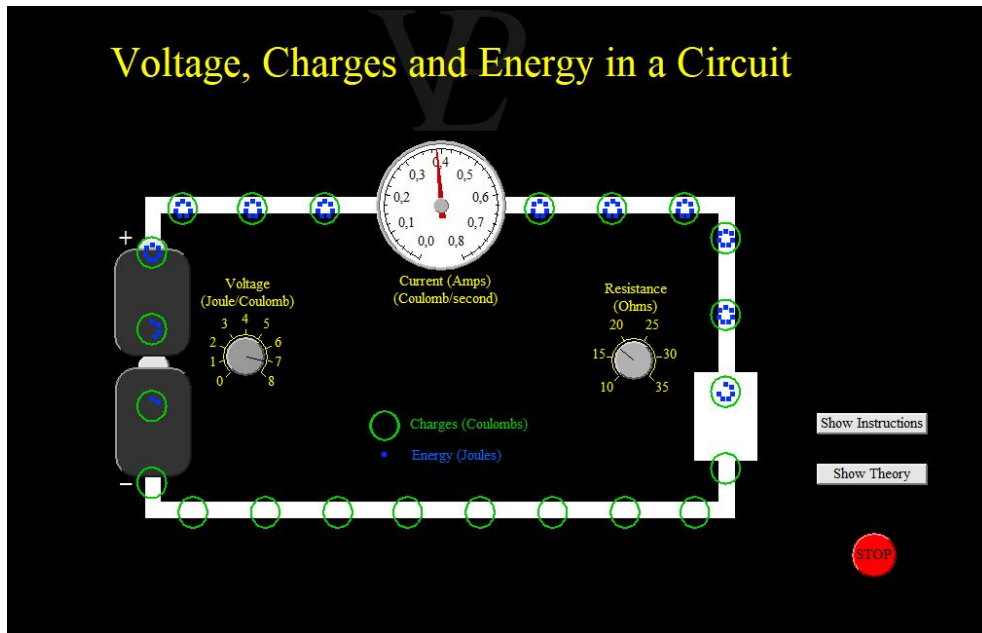 VPL
Voltage, Charges and Energy in a Circuit
0,4
0,3
0,5
0,2
0,6
0,1
0,7
0,0
0,8
+
Current (Amps)
(Coulomb/second)
Voltage
(Joule/Coulomb)
4
3
5
2
6
1
7
0
8
Resistance
(Ohms)
20
25
15
30
10
35
Charges (Coulombs)
Energy (Joules)
Show Instructions
Show Theory
−
STOP